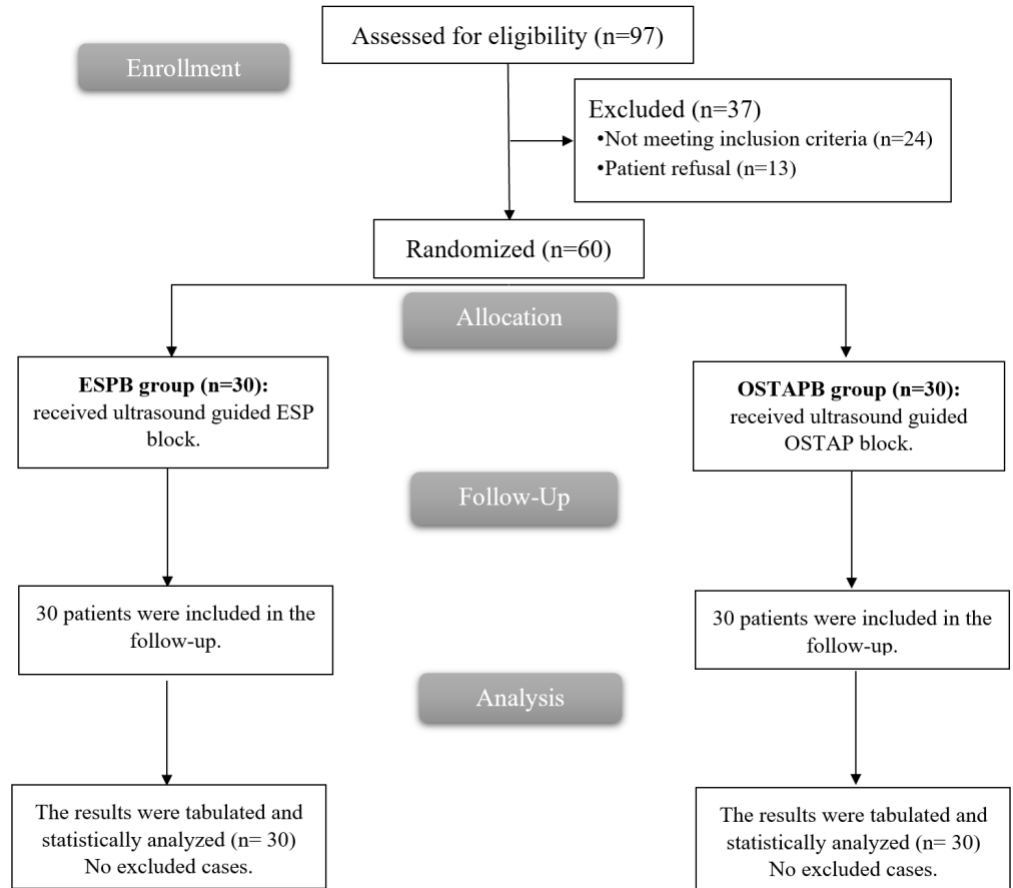 Assessed for eligibility (n=97)
Enrollment
Excluded (n=37)
•Not meeting inclusion criteria (n=24)
•Patient refusal (n=13)
Randomized (n=60)
Allocation
ESPB group (n=30):
received ultrasound guided ESP
block.
OSTAPB group (n=30):
received ultrasound guided
OSTAP block.
Follow-Up
30 patients were included in the
follow-up.
30 patients were included in the
follow-up.
Analysis
The results were tabulated and
statistically analyzed (n= 30)
No excluded cases.
The results were tabulated and
statistically analyzed (n= 30)
No excluded cases.